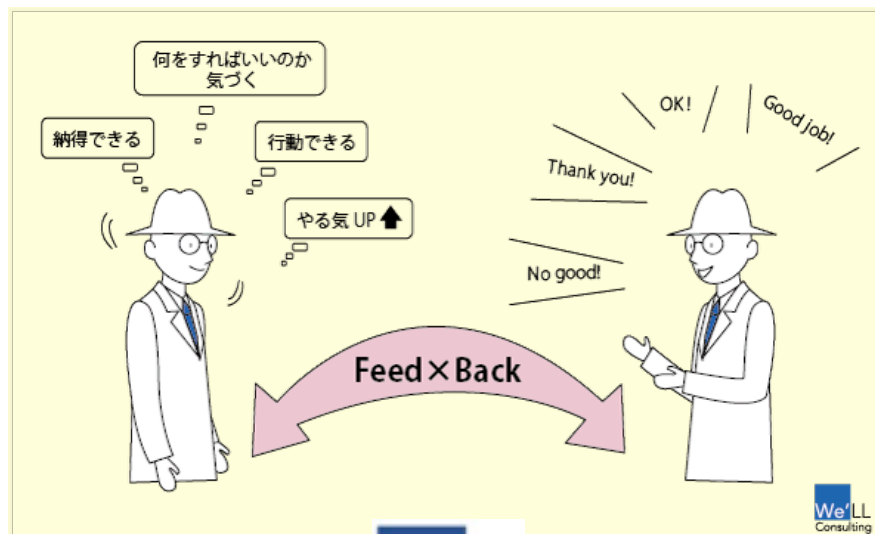 何をすればいいのか
気づく
納得できる
行動できる
やる気 UP
OK!
Good job!
Thank you!
No good!
Feed×Back
We'LL
Consulting